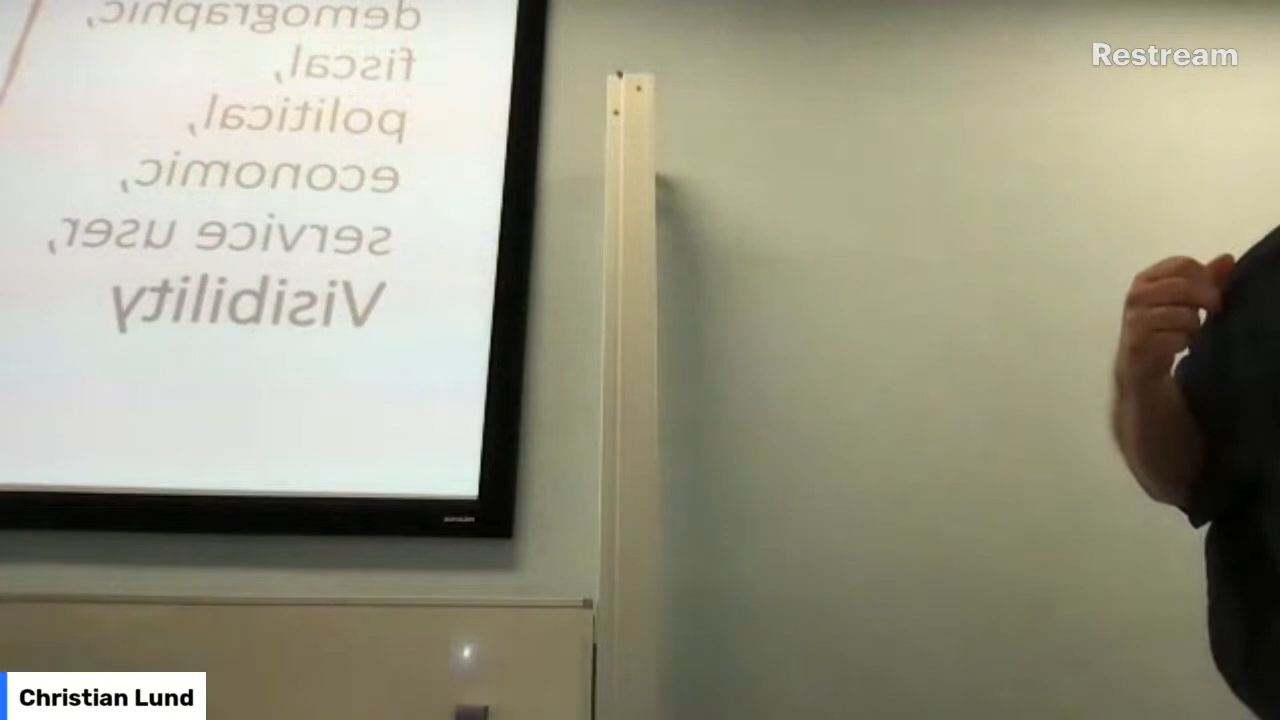 demographic,
fiscal,
political,
economic,
service user,
Visibility
Restream
Christian Lund